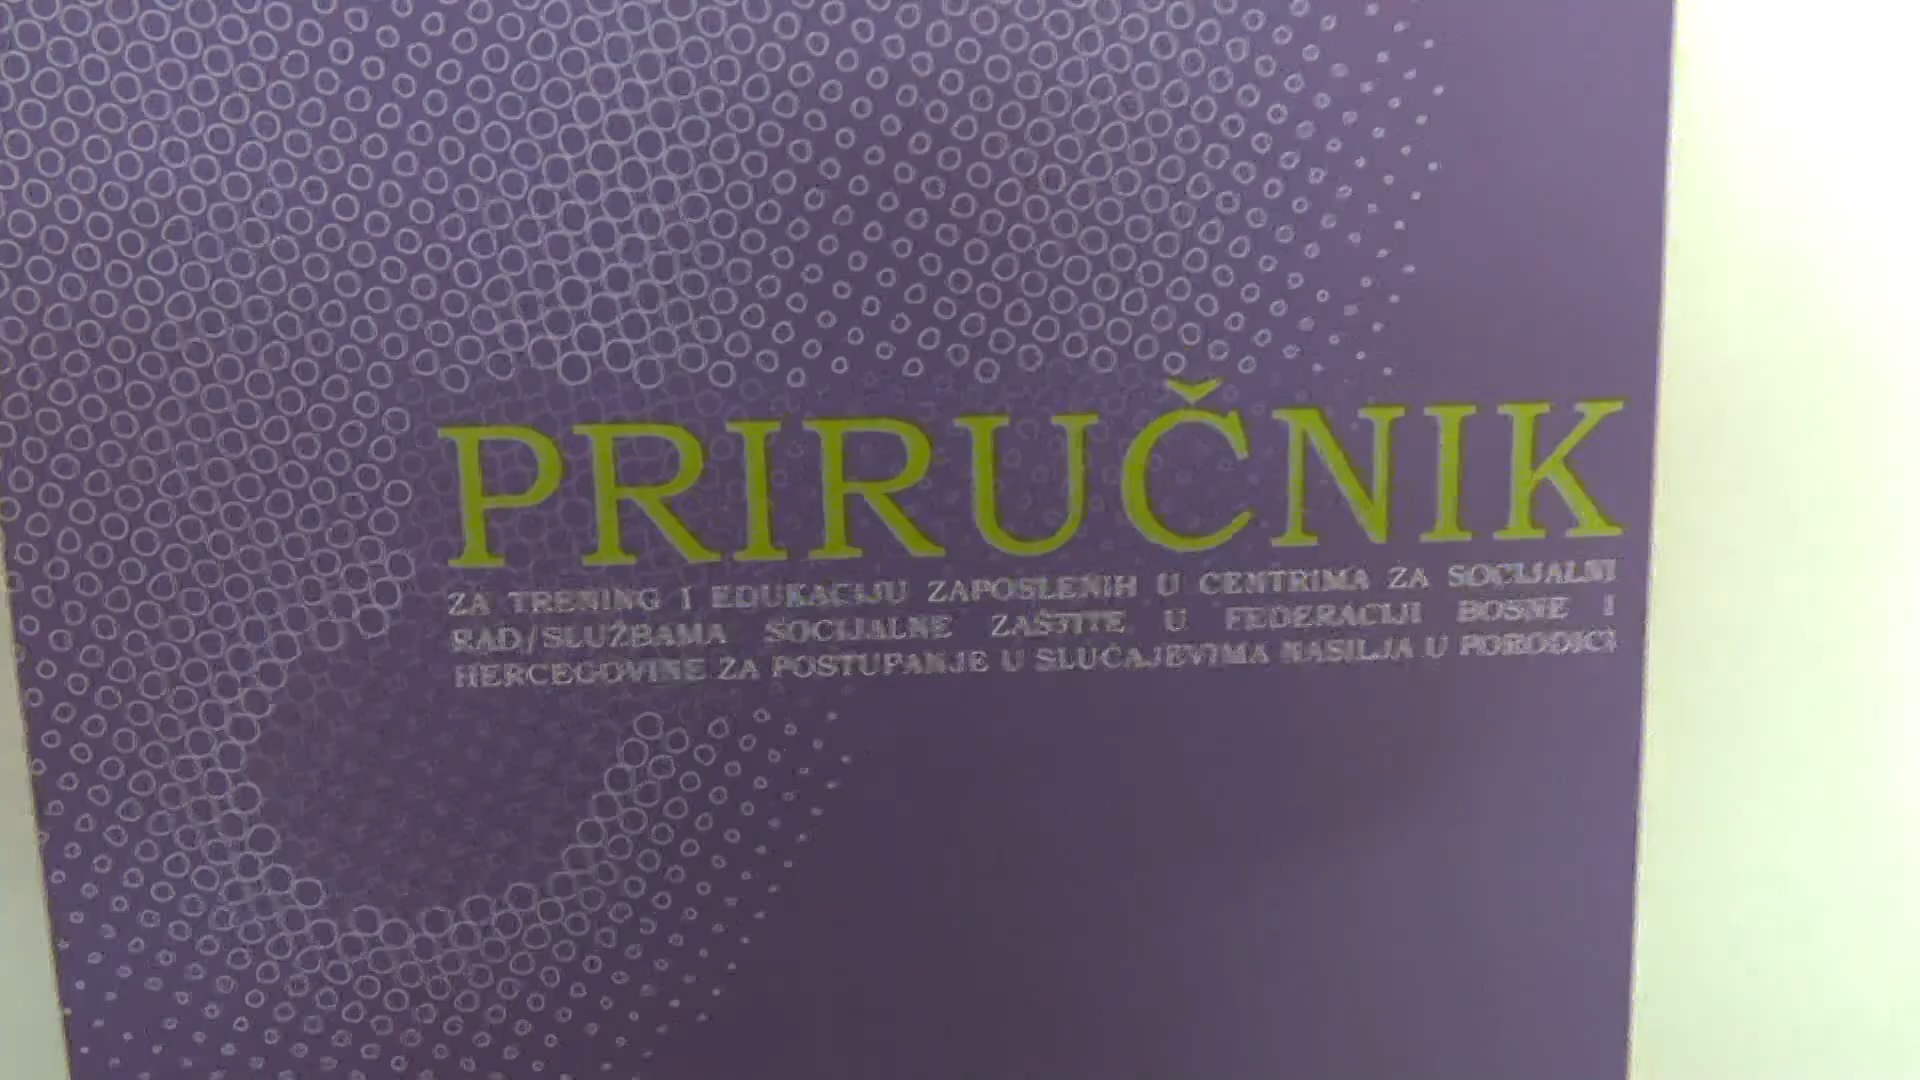 PRIRUČNIK
ZA TRENING I EDUKACIJU ZAPOSLENIH U CENTRIMA ZA SOCIJALNI
RAD/SLUŽBAMA SOCIJALNE ZAŠTITE U FEDERACIJI BOSNE I
HERCEGOVINE ZA POSTUPANJE U SLUČAJEVIMA NASILJA U PORODICI